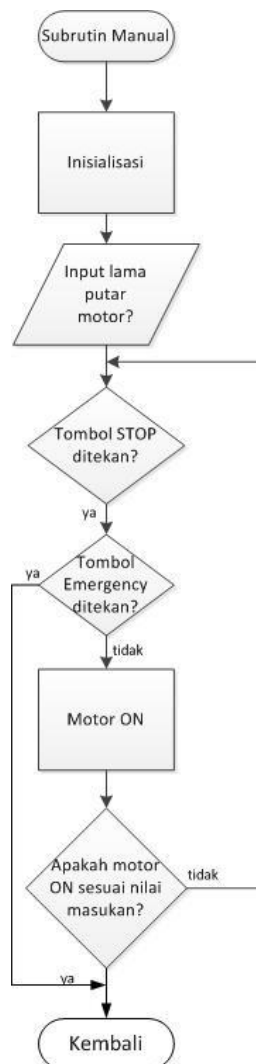 Subrutin Manual
Inisialisasi
Input lama
putar
motor?
Tombol STOP
ditekan?
ya
ya
Tombol
Emergency
ditekan?
tidak
Motor ON
Apakah motor
ON sesuai nilai
masukan?
tidak
ya
Kembali